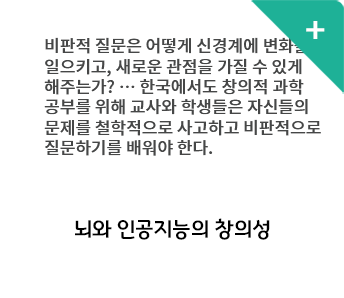 비판적 질문은 어떻게 신경계에 변화를
일으키고, 새로운 관점을 가질 수 있게
해주는가? … 한국에서도 창의적 과학
공부를 위해 교사와 학생들은 자신들의
문제를 철학적으로 사고하고 비판적으로
질문하기를 배워야 한다.
뇌와 인공지능의 창의성